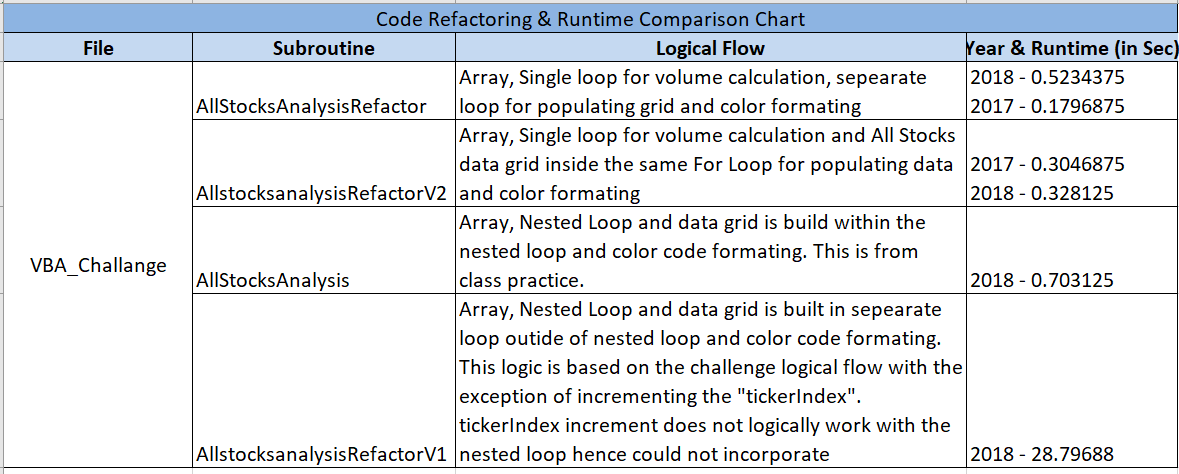 Code Refactoring & Runtime Comparison Chart
File Subroutine Logical Flow Year & Runtime (in Sec)
VBA_Challange
AllStocksAnalysisRefactor
Array, Single loop for volume calculation, sepearate
loop for populating grid and color formating
2018 - 0.5234375
2017 - 0.1796875
AllstocksanalysisRefactorV2
Array, Single loop for volume calculation and All Stocks
data grid inside the same For Loop for populating data
and color formating
2017 - 0.3046875
2018 - 0.328125
AllStocksAnalysis
Array, Nested Loop and data grid is build within the
nested loop and color code formating. This is from
class practice.
2018 - 0.703125
AllstocksanalysisRefactorV1
Array, Nested Loop and data grid is built in sepearate
loop outide of nested loop and color code formating.
This logic is based on the challenge logical flow with the
exception of incrementing the "tickerIndex".
tickerIndex increment does not logically work with the
nested loop hence could not incorporate
2018 - 28.79688